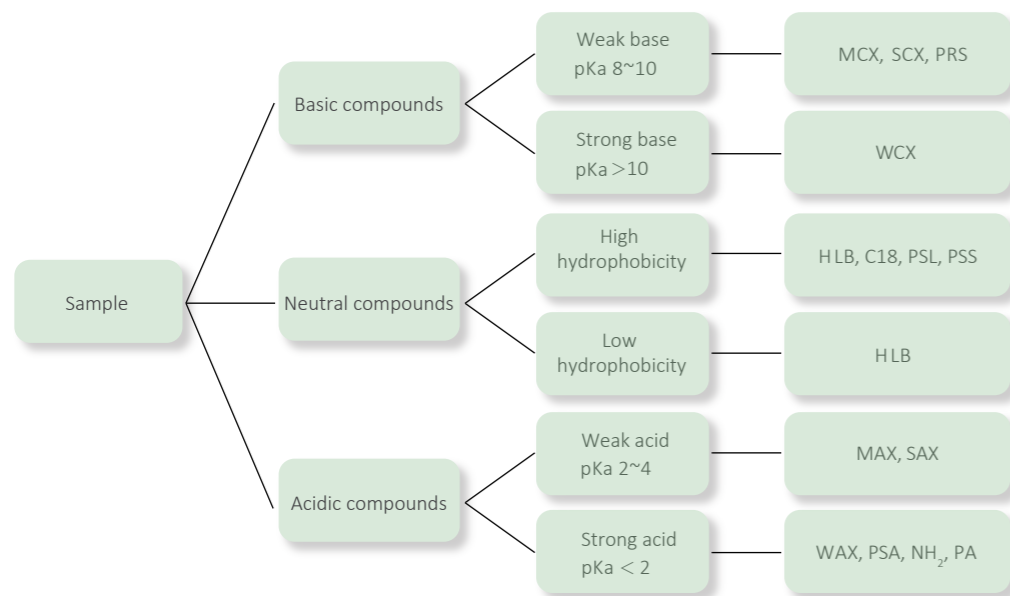 Sample
Basic compounds
Weak base
pKa 8~10
MCX, SCX, PRS
Strong base
pKa >10
WCX
Neutral compounds
High
hydrophobicity
HLB, C18, PSL, PSS
Low
hydrophobicity
HLB
Acidic compounds
Weak acid
pKa 2~4
MAX, SAX
Strong acid
pKa < 2
WAX, PSA, NH₂, PA